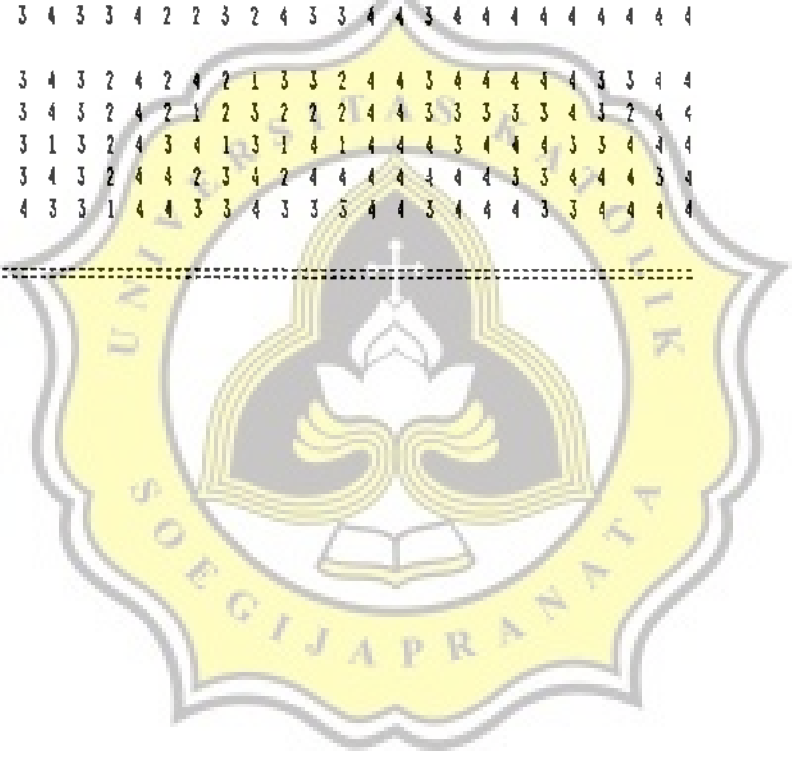 3 4 3 3 4 2 2 3 2 4 3 3 4 4 3 4 4 4 4 4 4 4 4 4
3 4 3 2 4 2 4 2 1 3 3 2 4 4 3 4 4 4 4 4 3 3 4 4
3 4 3 2 4 2 1 2 3 2 2 2 4 4 3 3 3 3 3 4 3 2 4 4
3 1 3 2 4 3 4 1 3 1 4 1 4 4 4 3 4 4 4 3 3 4 4 4
3 4 3 2 4 4 2 3 4 2 4 4 4 4 4 4 4 3 3 4 4 4 3 4
4 3 3 1 4 4 3 3 4 3 3 3 4 4 3 4 4 4 3 3 4 4 4 4
UNIVERSITAS KATOLIK
SOEGIJAPRANATA